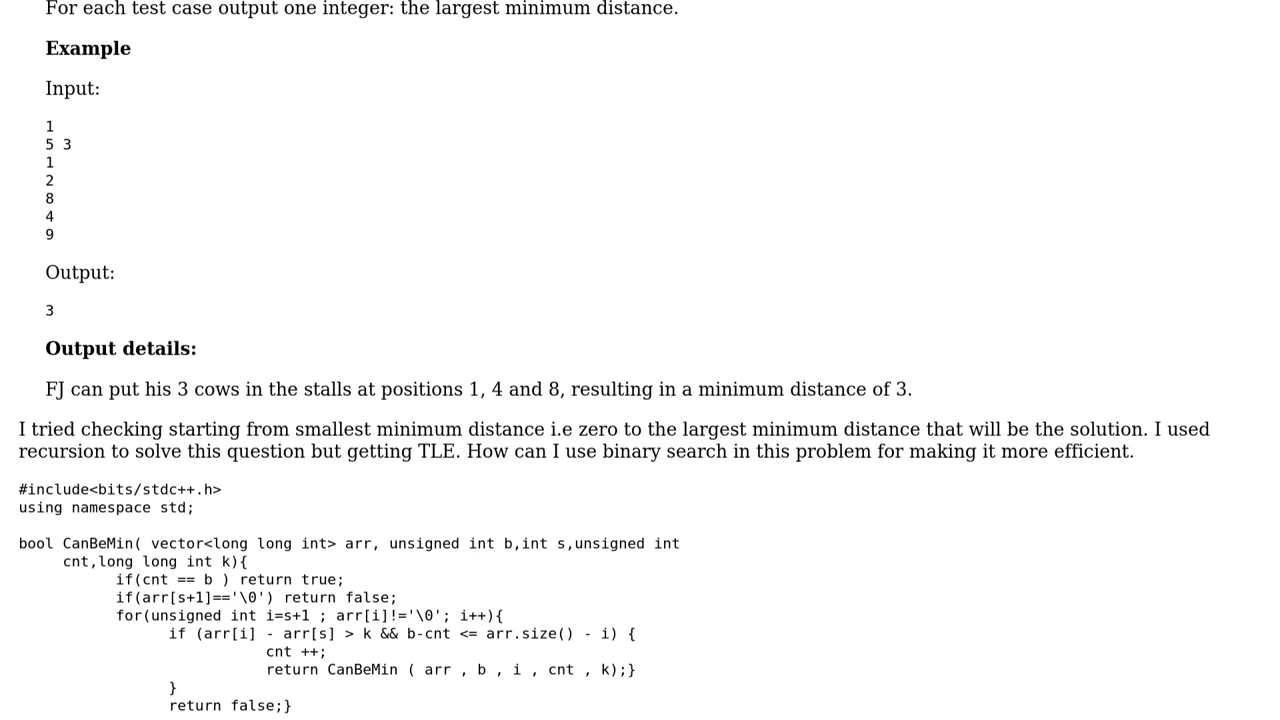 For each test case output one integer: the largest minimum distance.
Example
Input:
1
5 3
1
2
8
4
9
Output:
3
Output details:
FJ can put his 3 cows in the stalls at positions 1, 4 and 8, resulting in a minimum distance of 3.
I tried checking starting from smallest minimum distance i.e zero to the largest minimum distance that will be the solution. I used
recursion to solve this question but getting TLE. How can I use binary search in this problem for making it more efficient.
#include<bits/stdc++.h>
using namespace std;
bool CanBeMin( vector<long long int> arr, unsigned int b,int s,unsigned int
cnt,long long int k){
if(cnt == b ) return true;
if(arr[s+1]=='\0') return false;
for(unsigned int i=s+1 ; arr[i]!='\0'; i++){
if (arr[i] - arr[s] > k && b-cnt <= arr.size() - i) {
cnt ++;
return CanBeMin ( arr , b , i , cnt , k);}
}
return false;}